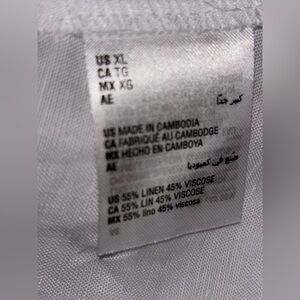 US XL
CA TG
MX XG
AE كبير جدًا
US MADE IN CAMBODIA
CA FABRIQUÉ AU CAMBODGE
MX HECHO EN CAMBOYA
AE صنع في كمبوديا
US 55% LINEN 45% VISCOSE
CA 55% LIN 45% VISCOSE
MX 55% lino 45% viscosa